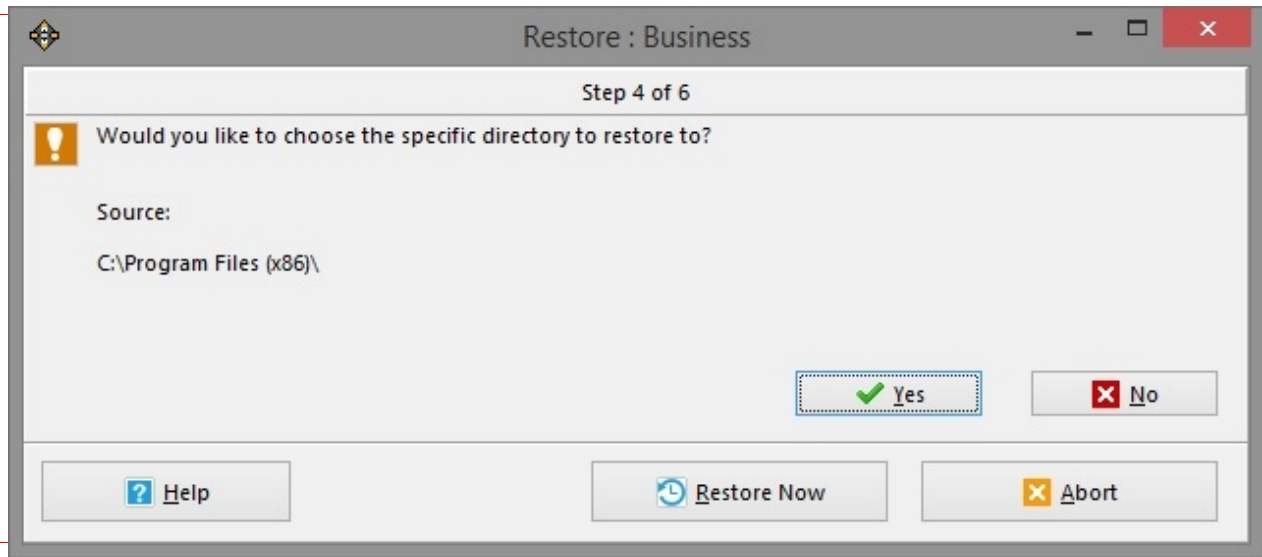 Restore : Business
Step 4 of 6
Would you like to choose the specific directory to restore to?
Source:
C:\Program Files (x86)\
Yes No
Help Restore Now Abort